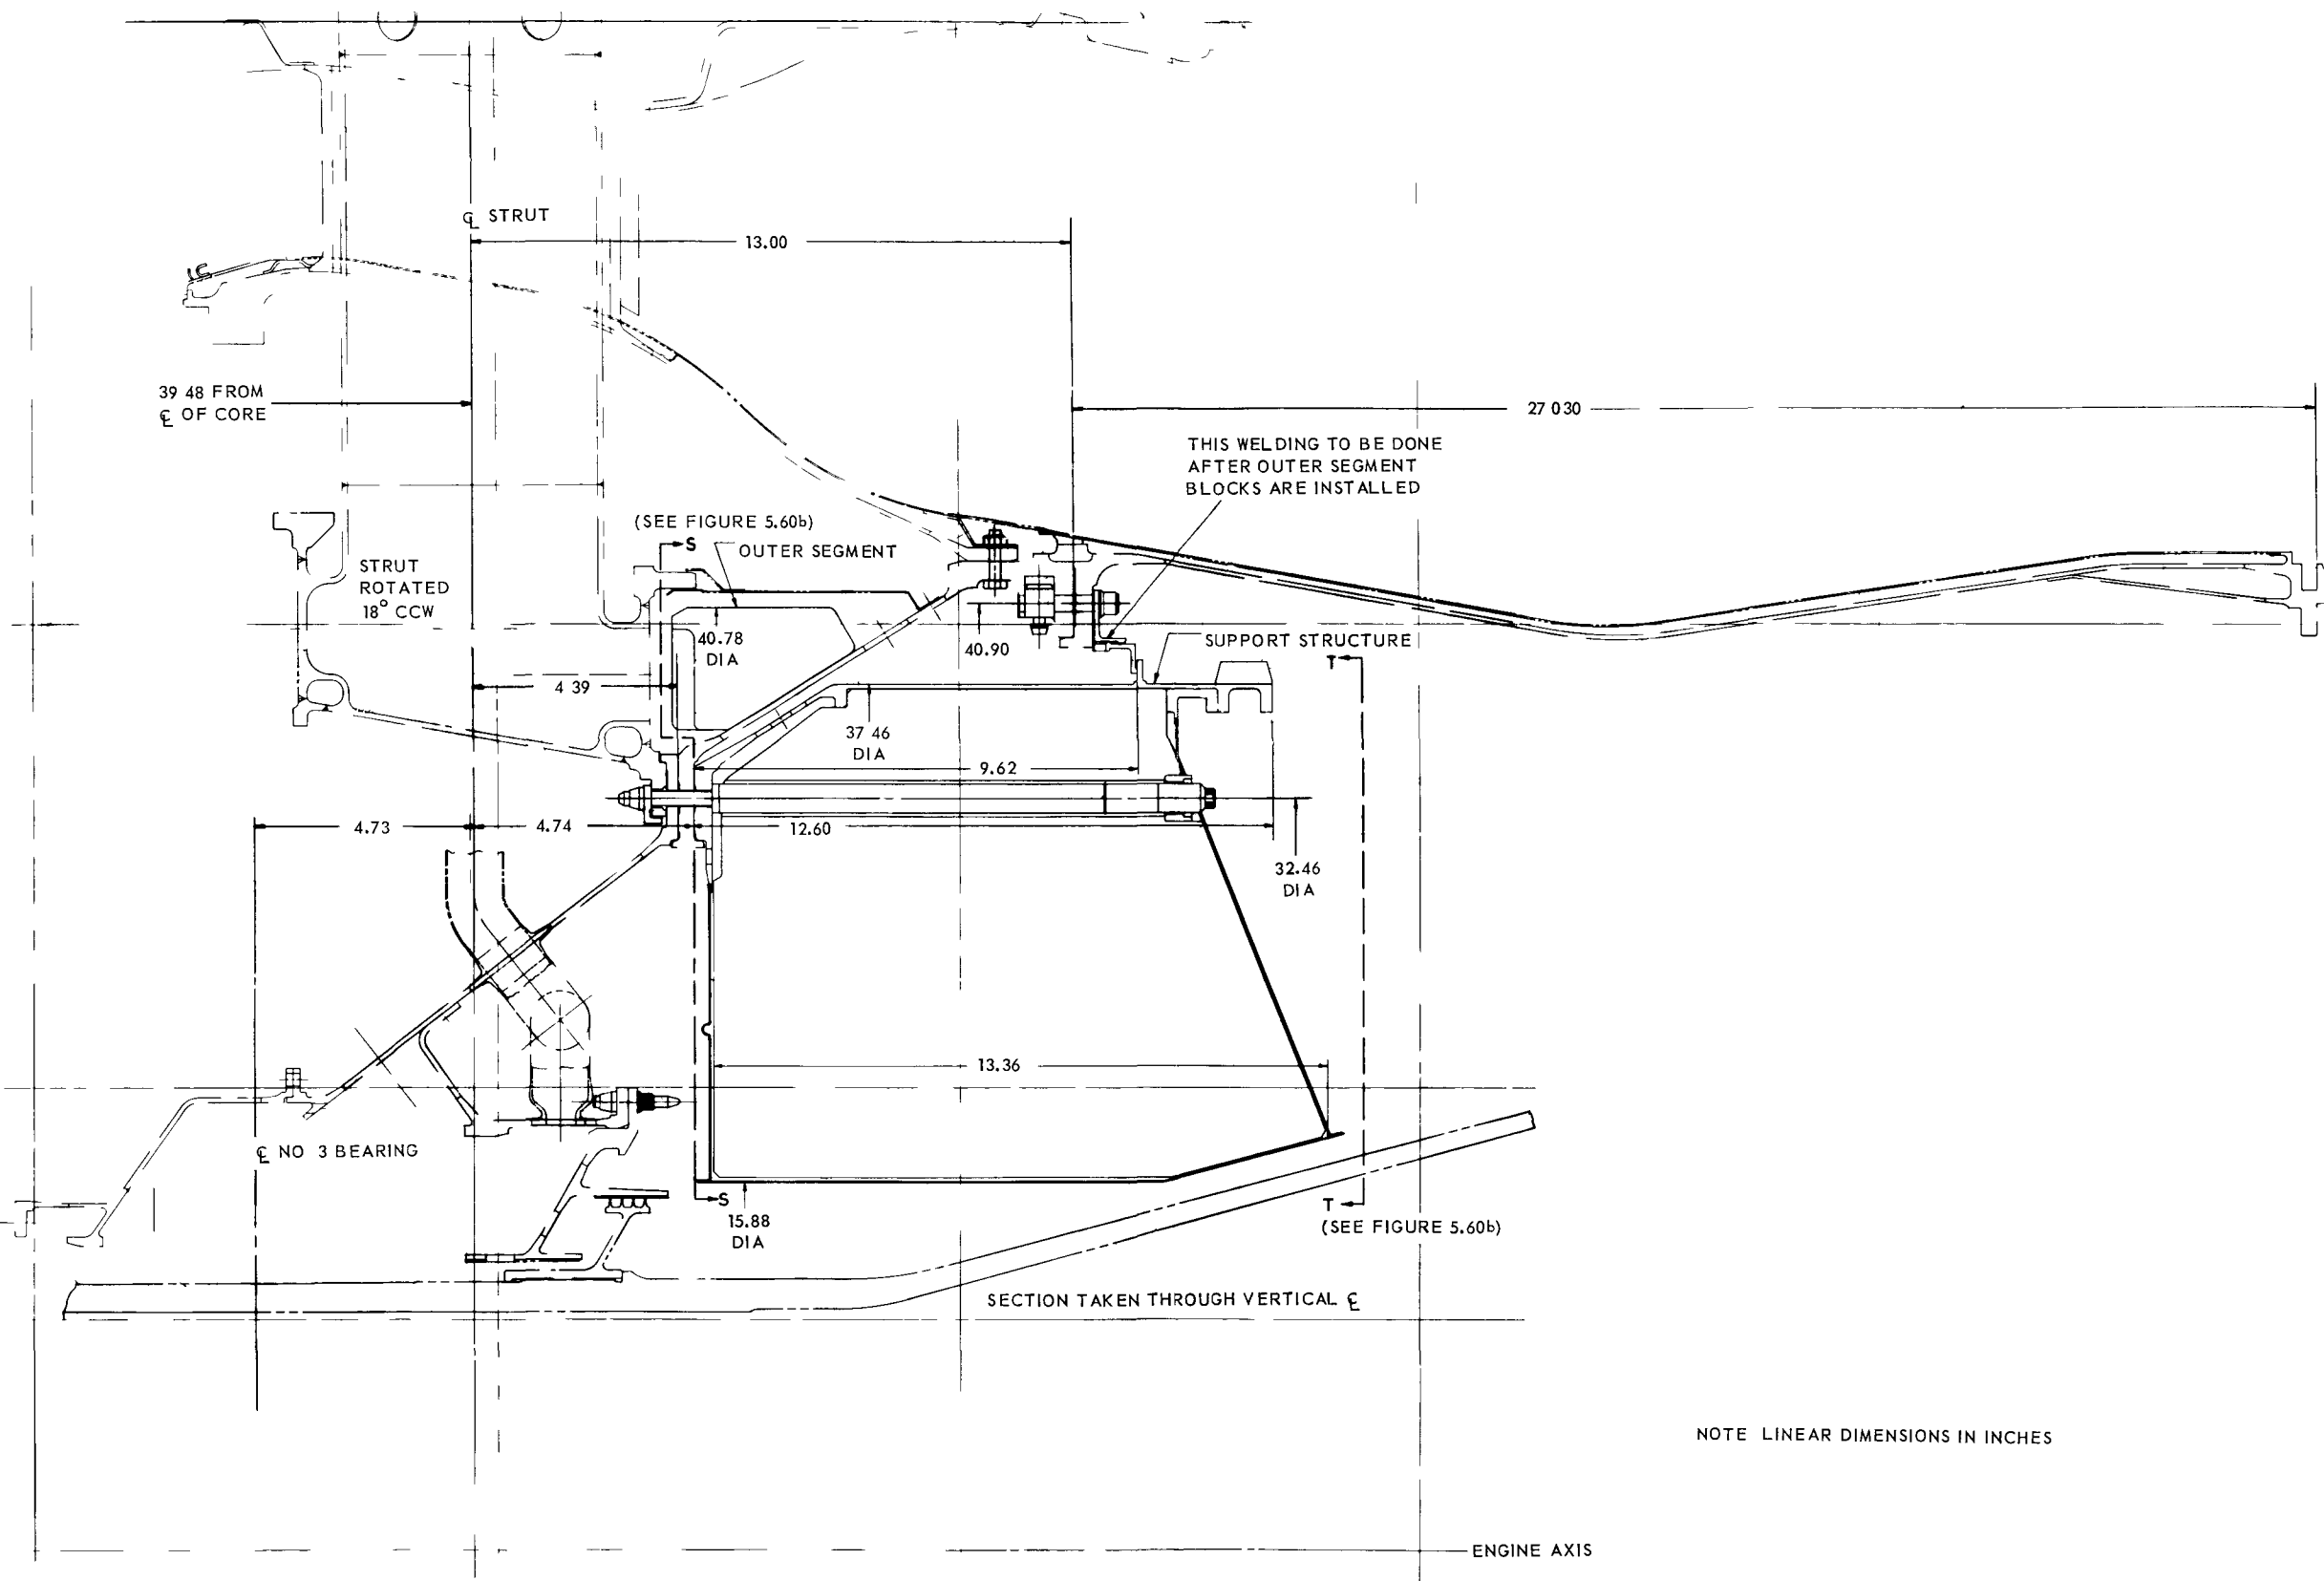 ℄ STRUT
13.00
39 48 FROM
℄ OF CORE
27 030
THIS WELDING TO BE DONE
AFTER OUTER SEGMENT
BLOCKS ARE INSTALLED
(SEE FIGURE 5.60b)
S
OUTER SEGMENT
STRUT
ROTATED
18° CCW
40.78
DIA
40.90
SUPPORT STRUCTURE
T
4 39
37 46
DIA
9.62
4.73
4.74
12.60
32.46
DIA
13.36
℄ NO 3 BEARING
S
15.88
DIA
T
(SEE FIGURE 5.60b)
SECTION TAKEN THROUGH VERTICAL ℄
NOTE LINEAR DIMENSIONS IN INCHES
ENGINE AXIS